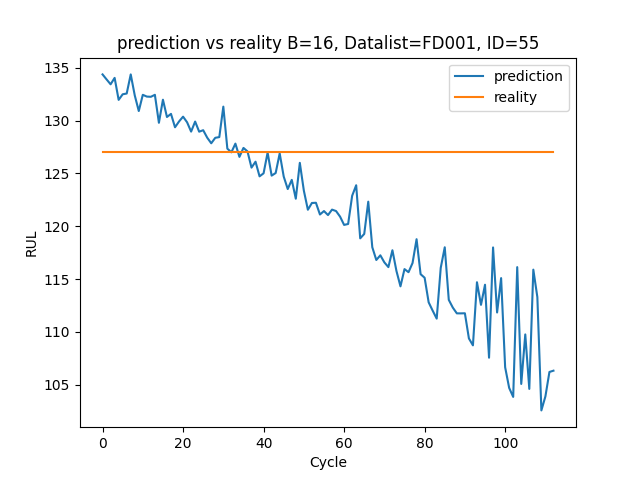 prediction vs reality B=16, Datalist=FD001, ID=55
prediction
reality
RUL
135
130
125
120
115
110
105
0 20 40 60 80 100
Cycle